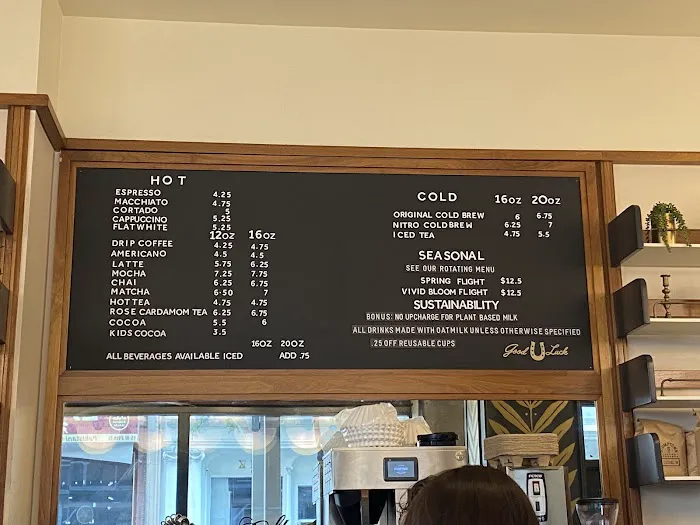 HOT
ESPRESSO 4.25
MACCHIATO 4.75
CORTADO 5
CAPPUCCINO 5.25
FLAT WHITE 5.25
12oz 16oz
DRIP COFFEE 4.25 4.75
AMERICANO 4.5 4.5
LATTE 5.75 6.25
MOCHA 7.25 7.75
CHAI 6.25 6.75
MATCHA 6.50 7
HOT TEA 4.75 4.75
ROSE CARDAMOM TEA 6.25 6.75
COCOA 5.5 6
KIDS COCOA 3.5
16OZ 20OZ
ALL BEVERAGES AVAILABLE ICED ADD .75
COLD 16oz 20oz
ORIGINAL COLD BREW 6 6.75
NITRO COLD BREW 6.25 7
ICED TEA 4.75 5.5
SEASONAL
SEE OUR ROTATING MENU
SPRING FLIGHT $12.5
VIVID BLOOM FLIGHT $12.5
SUSTAINABILITY
BONUS: NO UPCHARGE FOR PLANT BASED MILK
ALL DRINKS MADE WITH OATMILK UNLESS OTHERWISE SPECIFIED
.25 OFF REUSABLE CUPS
Good Luck